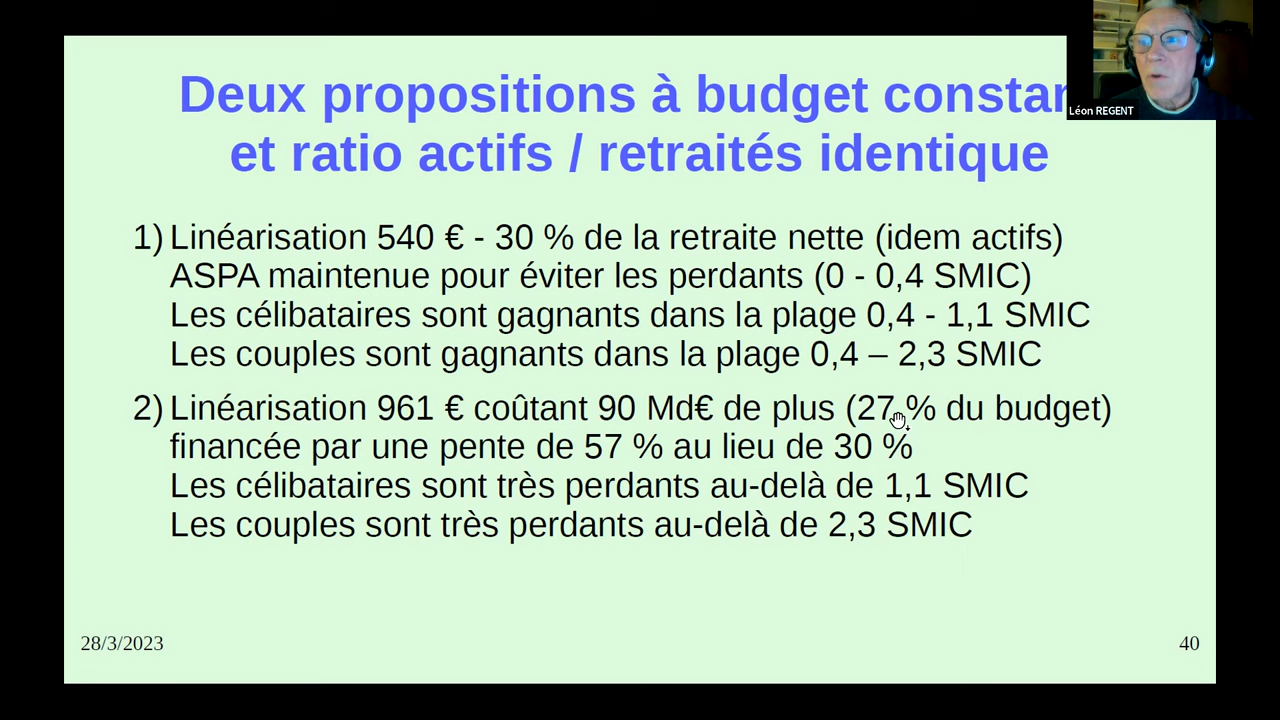 Deux propositions à budget constan
et ratio actifs / retraités identique
Léon REGENT
1) Linéarisation 540 € - 30 % de la retraite nette (idem actifs)
ASPA maintenue pour éviter les perdants (0 - 0,4 SMIC)
Les célibataires sont gagnants dans la plage 0,4 - 1,1 SMIC
Les couples sont gagnants dans la plage 0,4 – 2,3 SMIC
2) Linéarisation 961 € coûtant 90 Md€ de plus (27 % du budget)
financée par une pente de 57 % au lieu de 30 %
Les célibataires sont très perdants au-delà de 1,1 SMIC
Les couples sont très perdants au-delà de 2,3 SMIC
28/3/2023
40